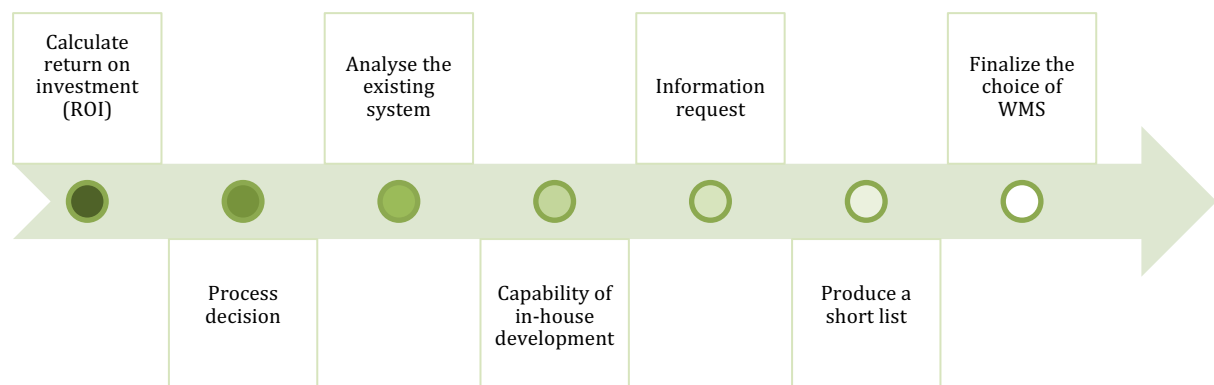 Calculate
return on
investment
(ROI)
Process
decision
Analyse the
existing
system
Capability of
in-house
development
Information
request
Produce a
short list
Finalize the
choice of
WMS